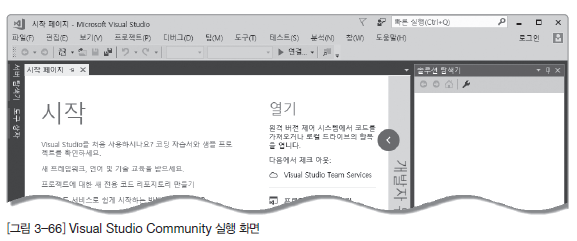 시작 페이지 - Microsoft Visual Studio
빠른 실행(Ctrl+Q)
파일(F) 편집(E) 보기(V) 프로젝트(P) 디버그(D) 팀(M) 도구(T) 테스트(S) 분석(N) 창(W) 도움말(H)
로그인
연결...
서버 탐색기
도구 상자
시작 페이지
시작
Visual Studio를 처음 사용하시나요? 코딩 자습서와 샘플 프로
젝트를 확인하세요.
새 프레임워크, 언어 및 기술 교육을 받으세요.
프로젝트에 대한 새 전용 코드 리포지토리 만들기
서비스로 쉽게 시작하는
열기
원격 버전 제어 시스템에서 코드를
가져오거나 로컬 드라이브의 항목
을 엽니다.
다음에서 체크 아웃:
Visual Studio Team Services
개발자
솔루션 탐색기
[그림 3-66] Visual Studio Community 실행 화면